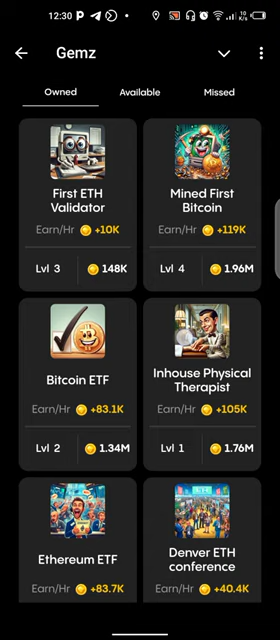 12:30
10
K/s
Gemz
Owned
Available
Missed
First ETH
Validator
Earn/Hr +10K
Lvl 3
148K
Mined First
Bitcoin
Earn/Hr +119K
Lvl 4
1.96M
Bitcoin ETF
Earn/Hr +83.1K
Lvl 2
1.34M
Inhouse Physical
Therapist
Earn/Hr +105K
Lvl 1
1.76M
Ethereum ETF
Earn/Hr +83.7K
Denver ETH
conference
Earn/Hr +40.4K